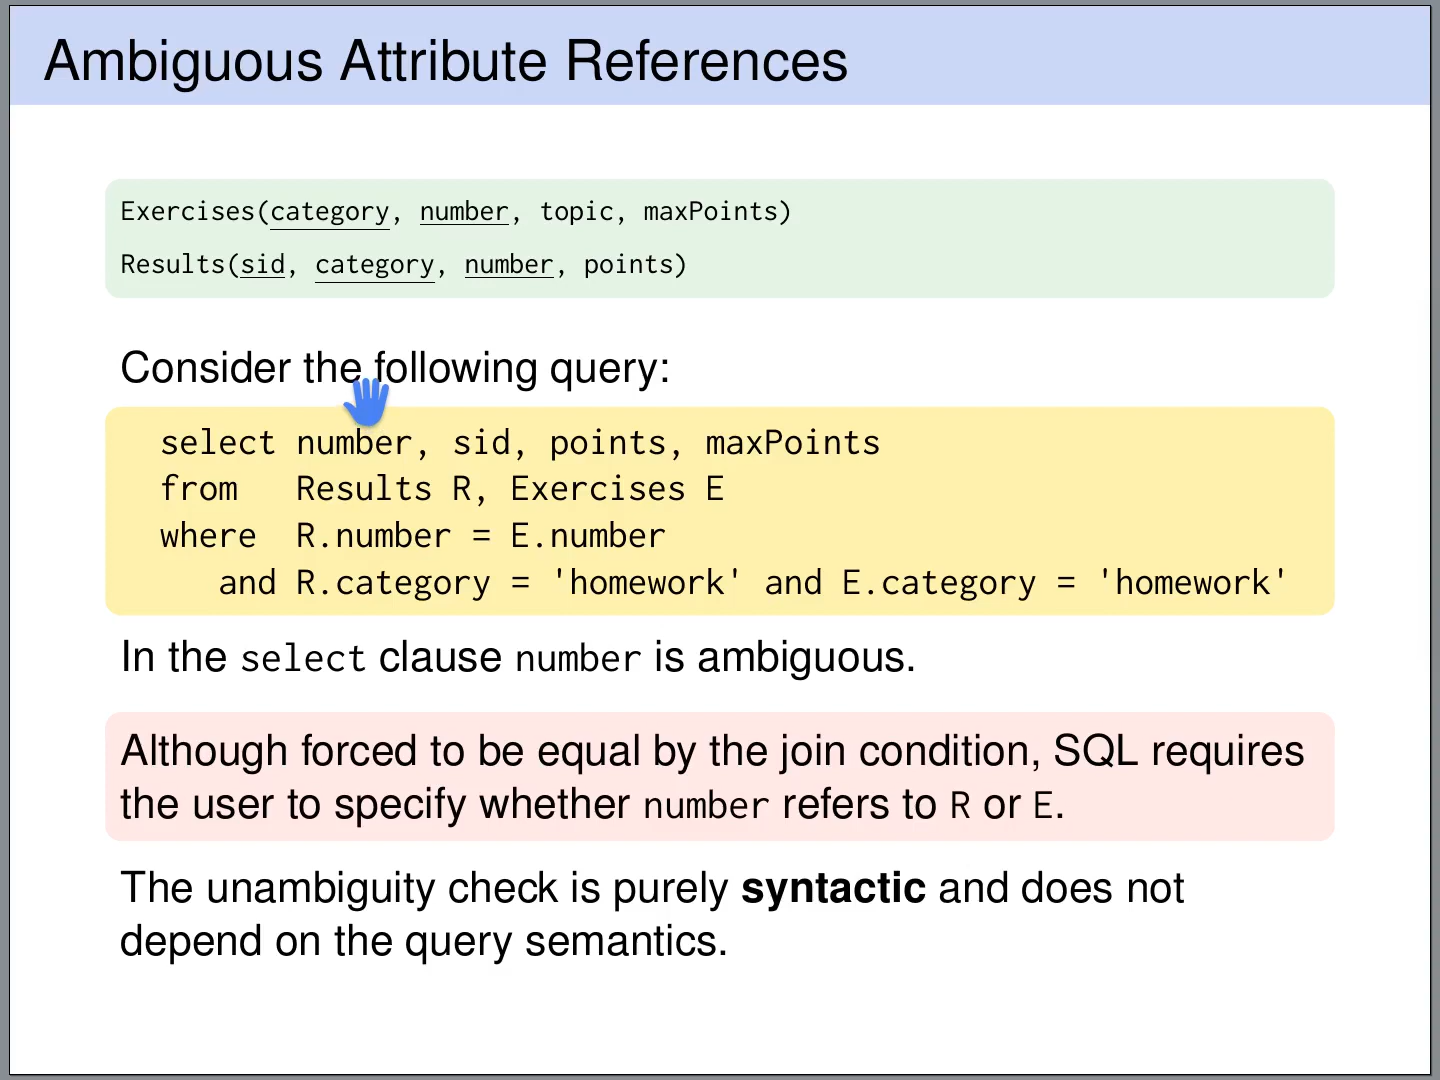 Ambiguous Attribute References
Exercises(category, number, topic, maxPoints)
Results(sid, category, number, points)
Consider the following query:
select number, sid, points, maxPoints
from   Results R, Exercises E
where  R.number = E.number
   and R.category = 'homework' and E.category = 'homework'
In the select clause number is ambiguous.
Although forced to be equal by the join condition, SQL requires
the user to specify whether number refers to R or E.
The unambiguity check is purely syntactic and does not
depend on the query semantics.